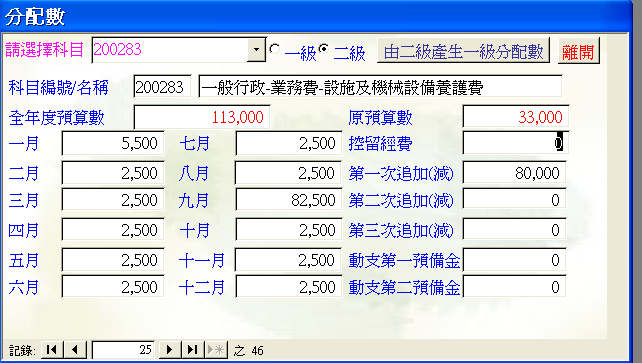 分配數
請選擇科目 200283 一級 二級 由二級產生一級分配數 離開
科目編號/名稱 200283 一般行政-業務費-設施及機械設備養護費
全年度預算數 113,000 原預算數 33,000
一月 5,500 七月 2,500 控留經費 0
二月 2,500 八月 2,500 第一次追加(減) 80,000
三月 2,500 九月 82,500 第二次追加(減) 0
四月 2,500 十月 2,500 第三次追加(減) 0
五月 2,500 十一月 2,500 動支第一預備金 0
六月 2,500 十二月 2,500 動支第二預備金 0
記錄: 25 之 46